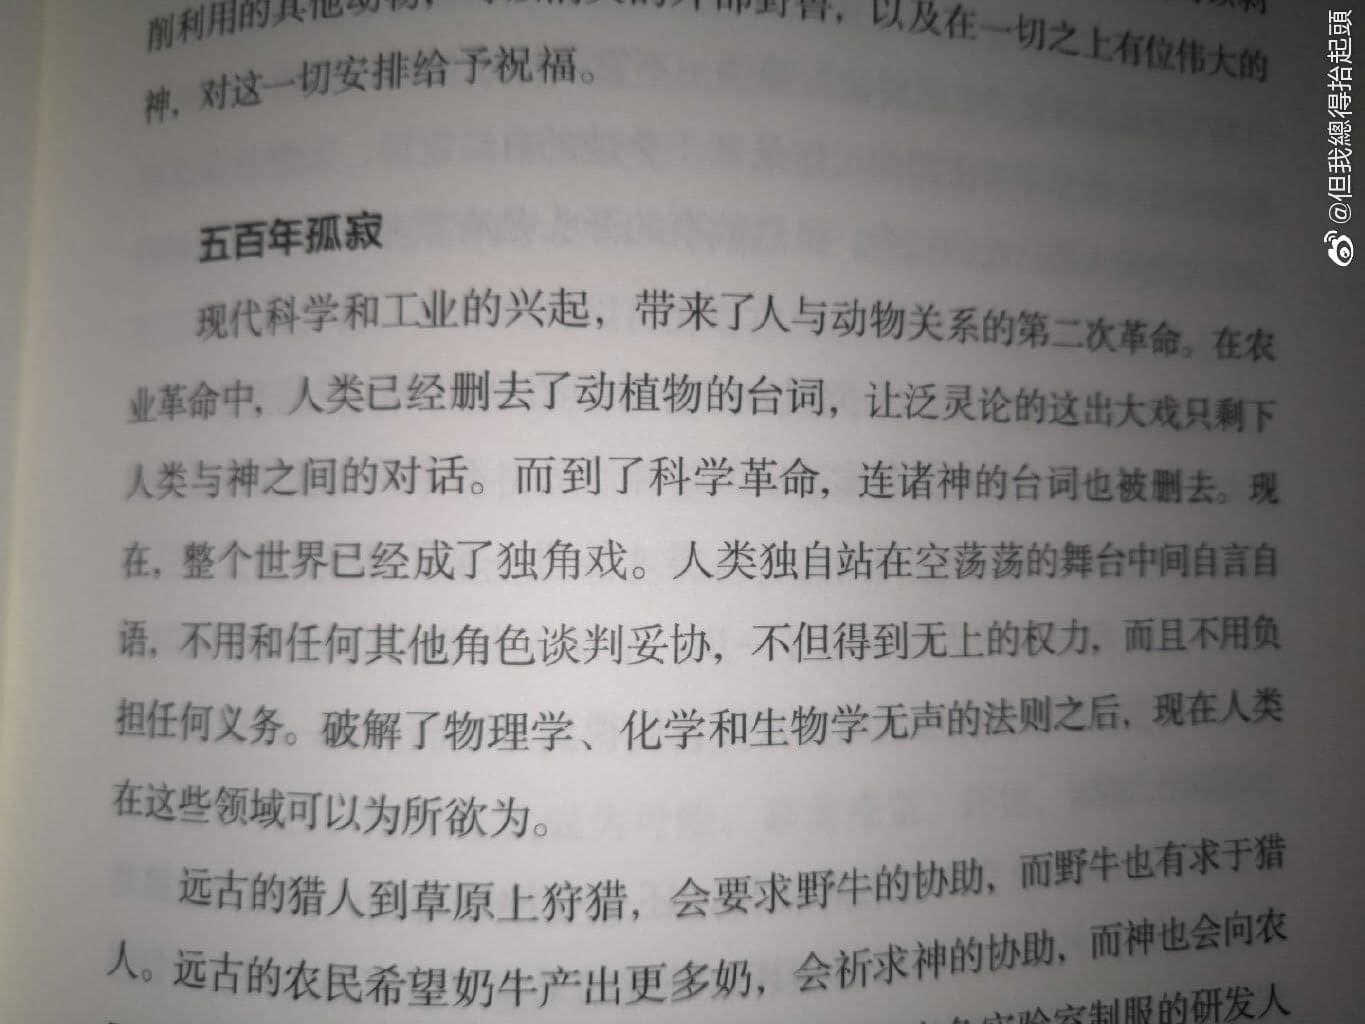 削利用的其他动物，
以及在一切之上有位伟大的
神，对这一切安排给予祝福。
五百年孤寂
现代科学和工业的兴起，带来了人与动物关系的第二次革命。在农
业革命中，人类已经删去了动植物的台词，让泛灵论的这出大戏只剩下
人类与神之间的对话。而到了科学革命，连诸神的台词也被删去。现
在，整个世界已经成了独角戏。人类独自站在空荡荡的舞台中间自言自
语，不用和任何其他角色谈判妥协，不但得到无上的权力，而且不用负
担任何义务。破解了物理学、化学和生物学无声的法则之后，现在人类
在这些领域可以为所欲为。
远古的猎人到草原上狩猎，会要求野牛的协助，而野牛也有求于猎
人。远古的农民希望奶牛产出更多奶，会祈求神的协助，而神也会向农
实验室制服的研发人
@但我總得抬起頭